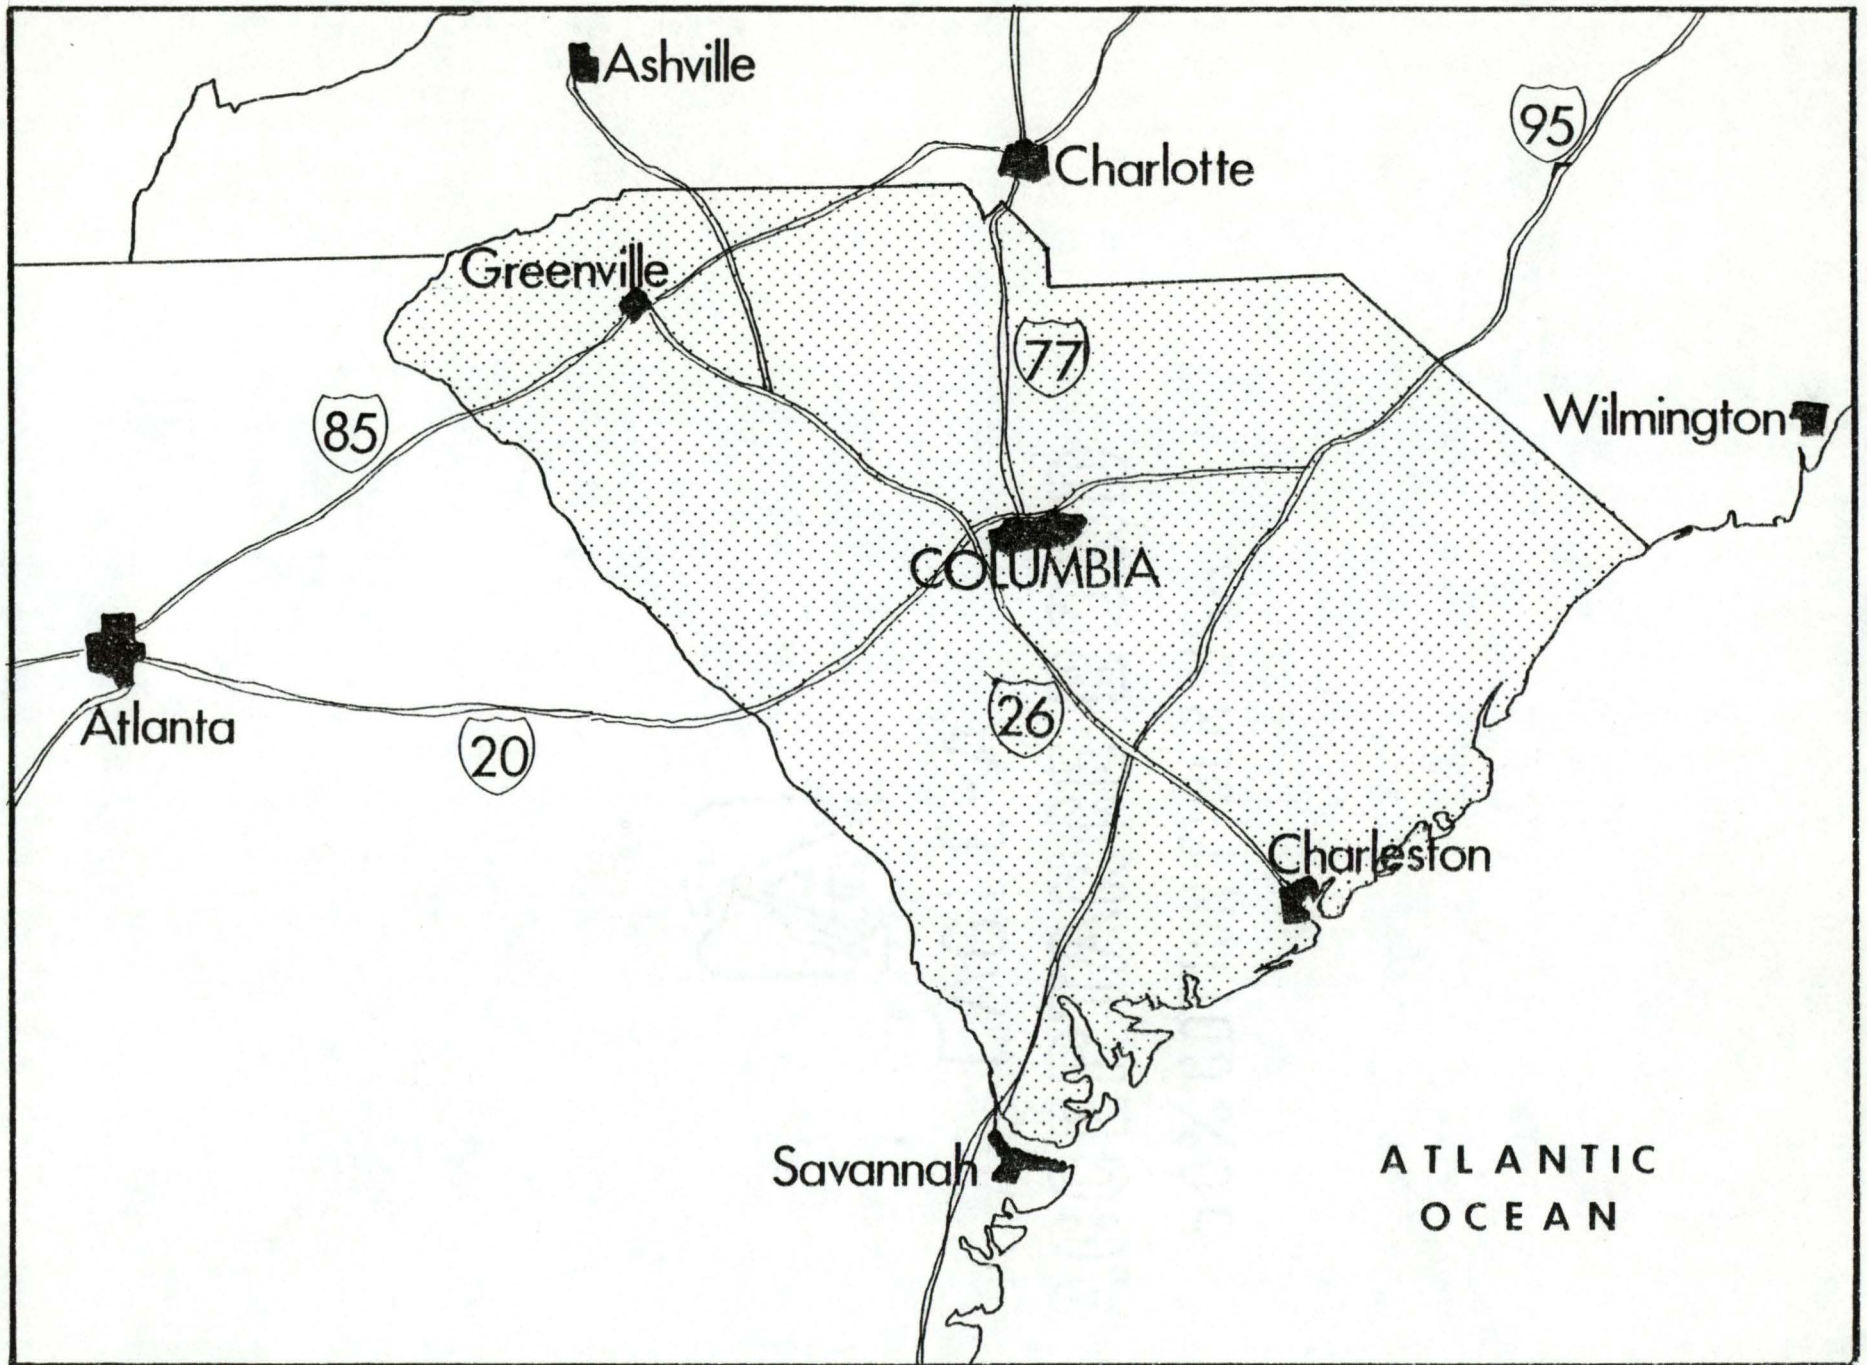 Ashville
95
Charlotte
Greenville
77
85
Wilmington
COLUMBIA
26
Atlanta
20
Charleston
Savannah
ATLANTIC
OCEAN